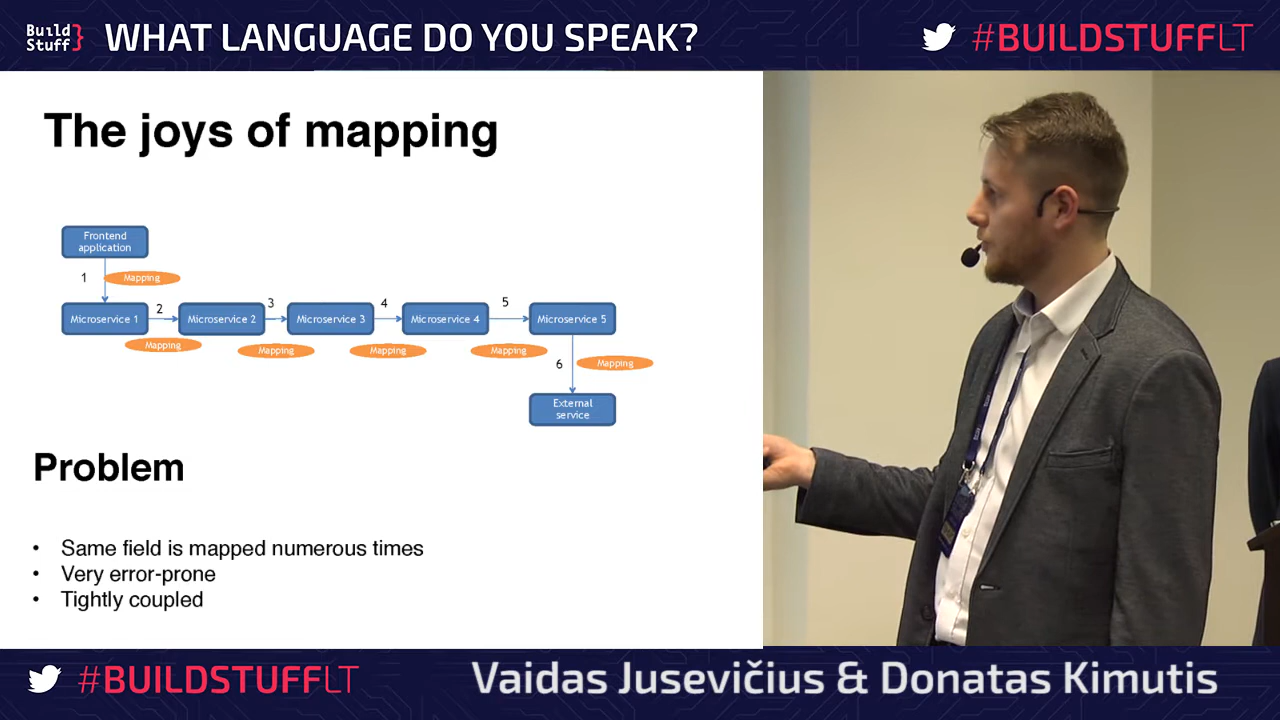 Build
Stuff}
WHAT LANGUAGE DO YOU SPEAK?
#BUILDSTUFFLT
The joys of mapping
Frontend
application
1
Mapping
Microservice 1
2
Microservice 2
3
Microservice 3
4
Microservice 4
5
Microservice 5
Mapping
Mapping
Mapping
Mapping
6
Mapping
External
service
Problem
• Same field is mapped numerous times
• Very error-prone
• Tightly coupled
#BUILDSTUFFLT
Vaidas Jusevičius & Donatas Kimutis